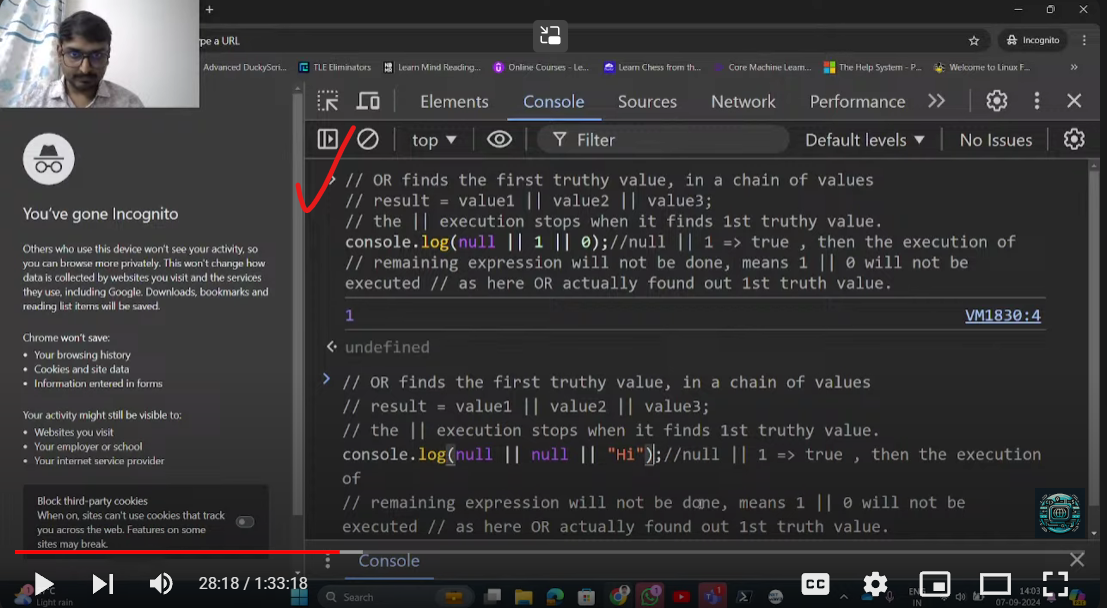 +
pe a URL
Incognito
Advanced DuckyScri...
TLE Eliminators
Learn Mind Reading...
Online Courses - Le...
Learn Chess from th...
Core Machine Learn...
The Help System - P...
Welcome to Linux F...
»
Elements
Console
Sources
Network
Performance
top
Filter
Default levels
No Issues
You've gone Incognito
Others who use this device won't see your activity, so
you can browse more privately. This won't change how
data is collected by websites you visit and the services
they use, including Google. Downloads, bookmarks and
reading list items will be saved.
Chrome won't save:
• Your browsing history
• Cookies and site data
• Information entered in forms
Your activity might still be visible to:
• Websites you visit
• Your employer or school
• Your internet service provider
Block third-party cookies
When on, sites can't use cookies that track
you across the web. Features on some
sites may break.
> // OR finds the first truthy value, in a chain of values
// result = value1 || value2 || value3;
// the || execution stops when it finds 1st truthy value.
console.log(null || 1 || 0);//null || 1 => true , then the execution of
// remaining expression will not be done, means 1 || 0 will not be
executed // as here OR actually found out 1st truth value.
1 VM1830:4
undefined
> // OR finds the first truthy value, in a chain of values
// result = value1 || value2 || value3;
// the || execution stops when it finds 1st truthy value.
console.log(null || null || "Hi");//null || 1 => true , then the execution
of
// remaining expression will not be done, means 1 || 0 will not be
executed // as here OR actually found out 1st truth value.
Console
28:18 / 1:33:18
CC
Light rain
Search
IN
14:03
07-09-2024